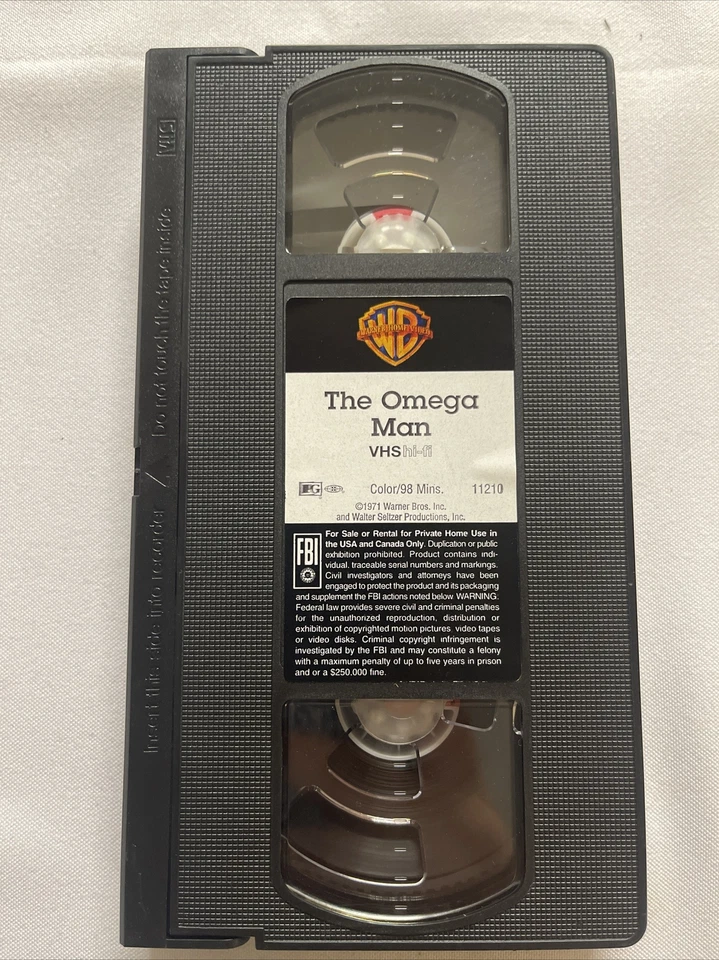 VHS
Do not touch the tape inside
Insert this side into recorder
WARNER HOME VIDEO
WB
The Omega
Man
VHS hi-fi
PG
Color/98 Mins.
11210
©1971 Warner Bros. Inc.
and Walter Seltzer Productions, Inc.
FBI
For Sale or Rental for Private Home Use in
the USA and Canada Only. Duplication or public
exhibition prohibited. Product contains indi-
vidual. traceable serial numbers and markings.
Civil investigators and attorneys have been
engaged to protect the product and its packaging
and supplement the FBI actions noted below WARNING.
Federal law provides severe civil and criminal penalties
for the unauthorized reproduction, distribution or
exhibition of copyrighted motion pictures video tapes
or video disks. Criminal copyright infringement is
investigated by the FBI and may constitute a felony
with a maximum penalty of up to five years in prison
and or a $250.000 fine.